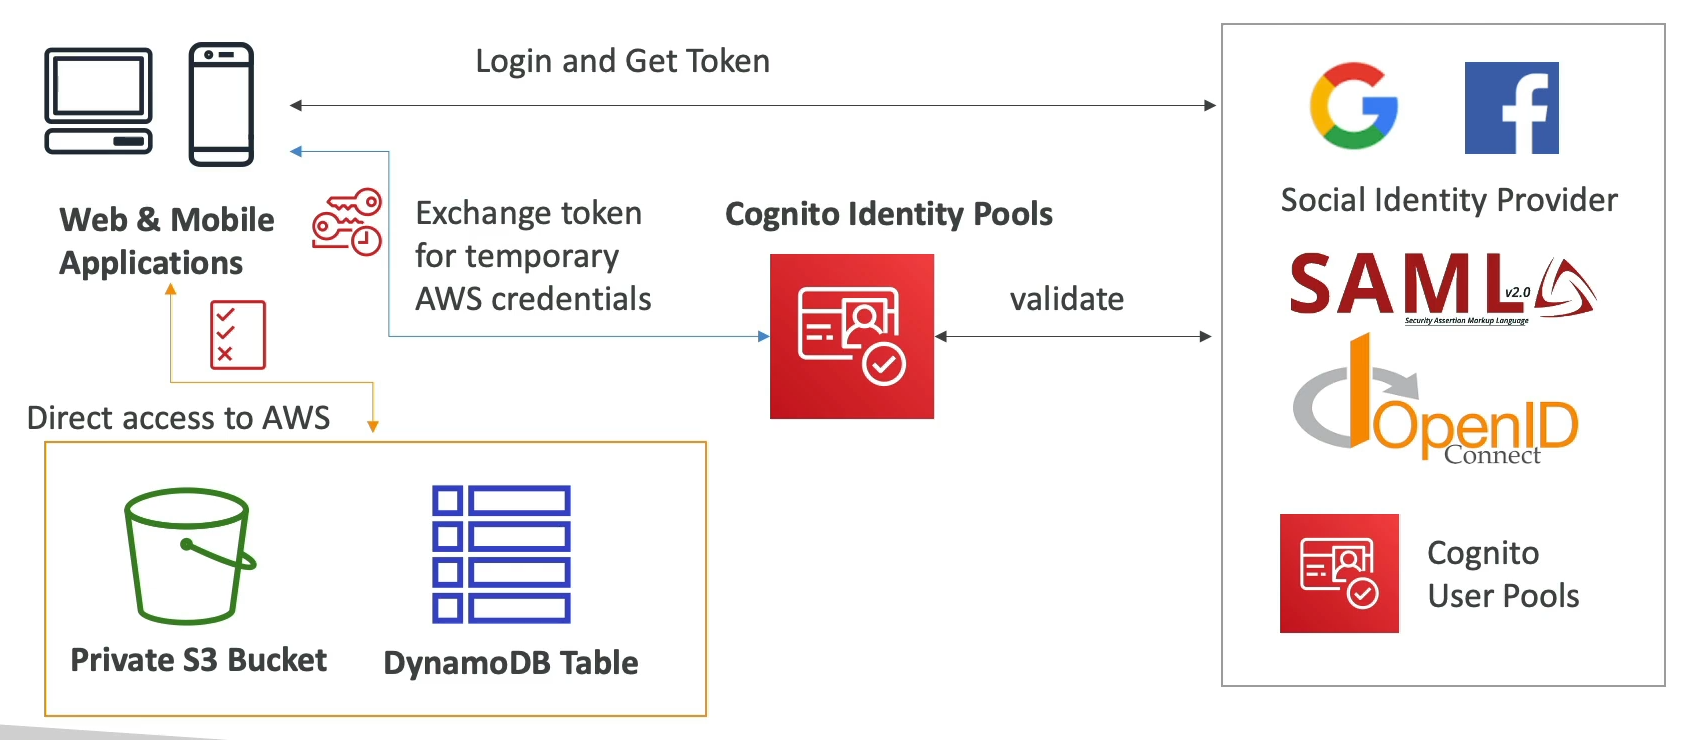 Login and Get Token
Web & Mobile
Applications
Exchange token
for temporary
AWS credentials
Cognito Identity Pools
validate
Social Identity Provider
SAML
v2.0
Security Assertion Markup Language
OpenID
Connect
Cognito
User Pools
Direct access to AWS
Private S3 Bucket
DynamoDB Table